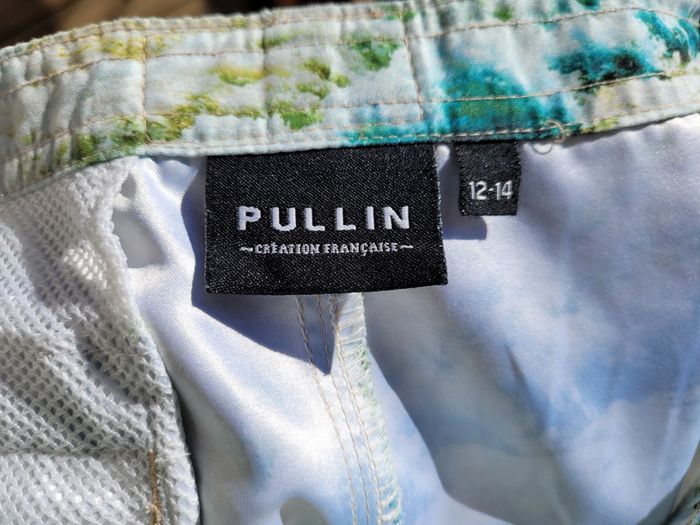 PULLIN
~CRÉATION FRANÇAISE~
12-14